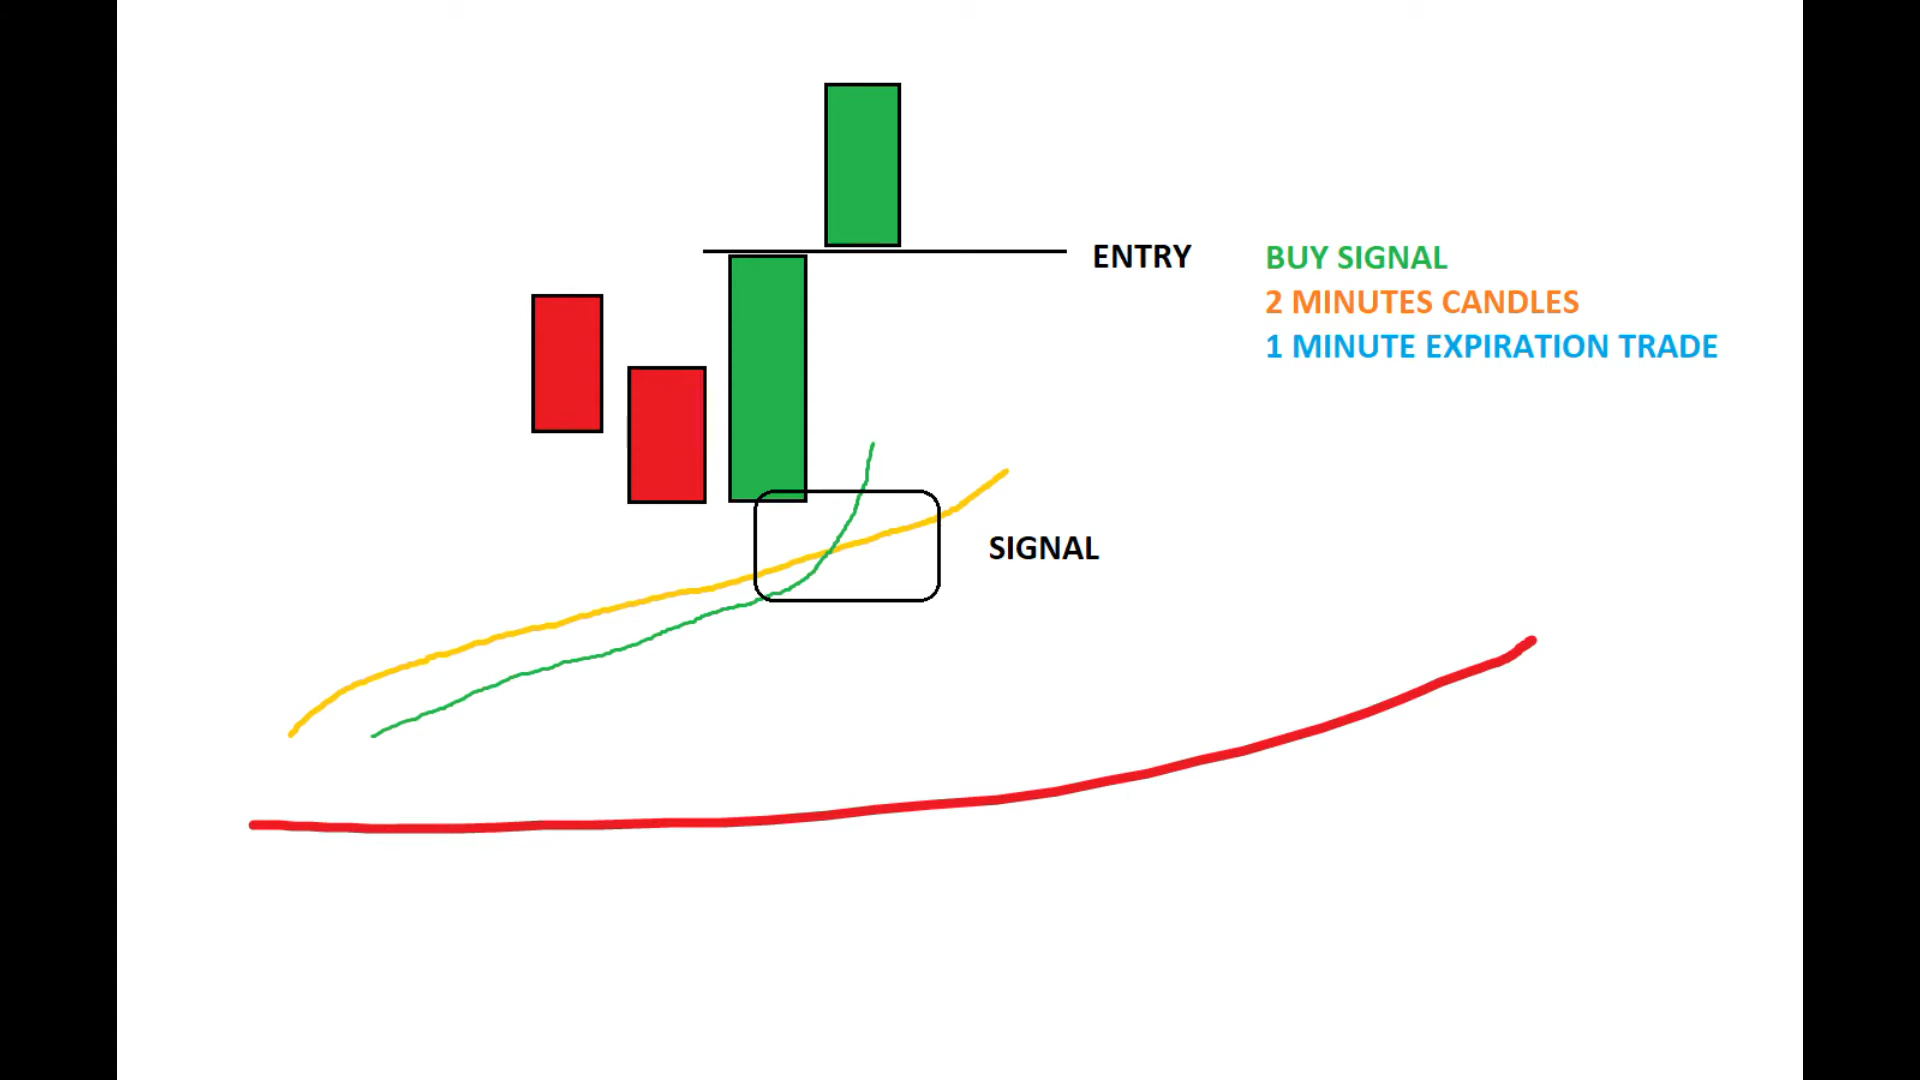 ENTRY
BUY SIGNAL
2 MINUTES CANDLES
1 MINUTE EXPIRATION TRADE
SIGNAL